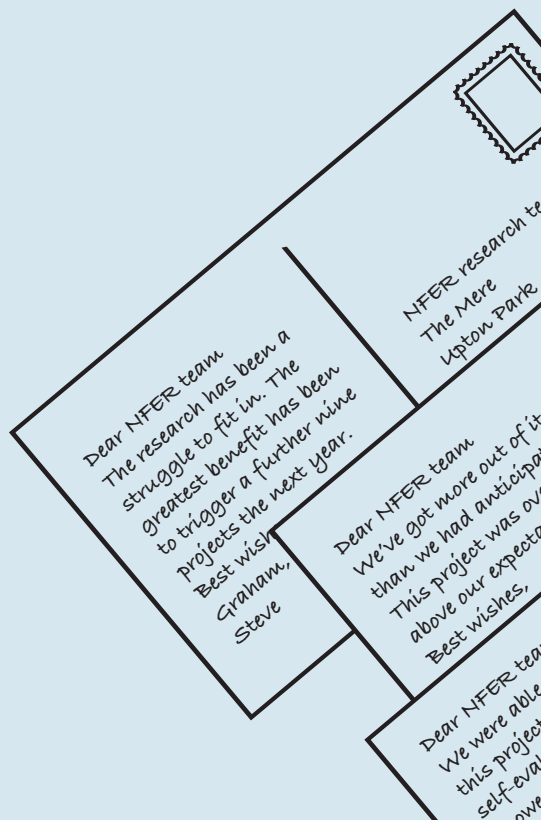 Dear NFER team
The research has been a
struggle to fit in. The
greatest benefit has been
to trigger a further nine
projects the next year.
Best wish
Graham,
Steve
NFER research te
The Mere
Upton Park
Dear NFER team
We've got more out of it
than we had anticipa
This project was ov
above our expecta
Best wishes,
Dear NFER tea
We were able
this project
self-eval
owe